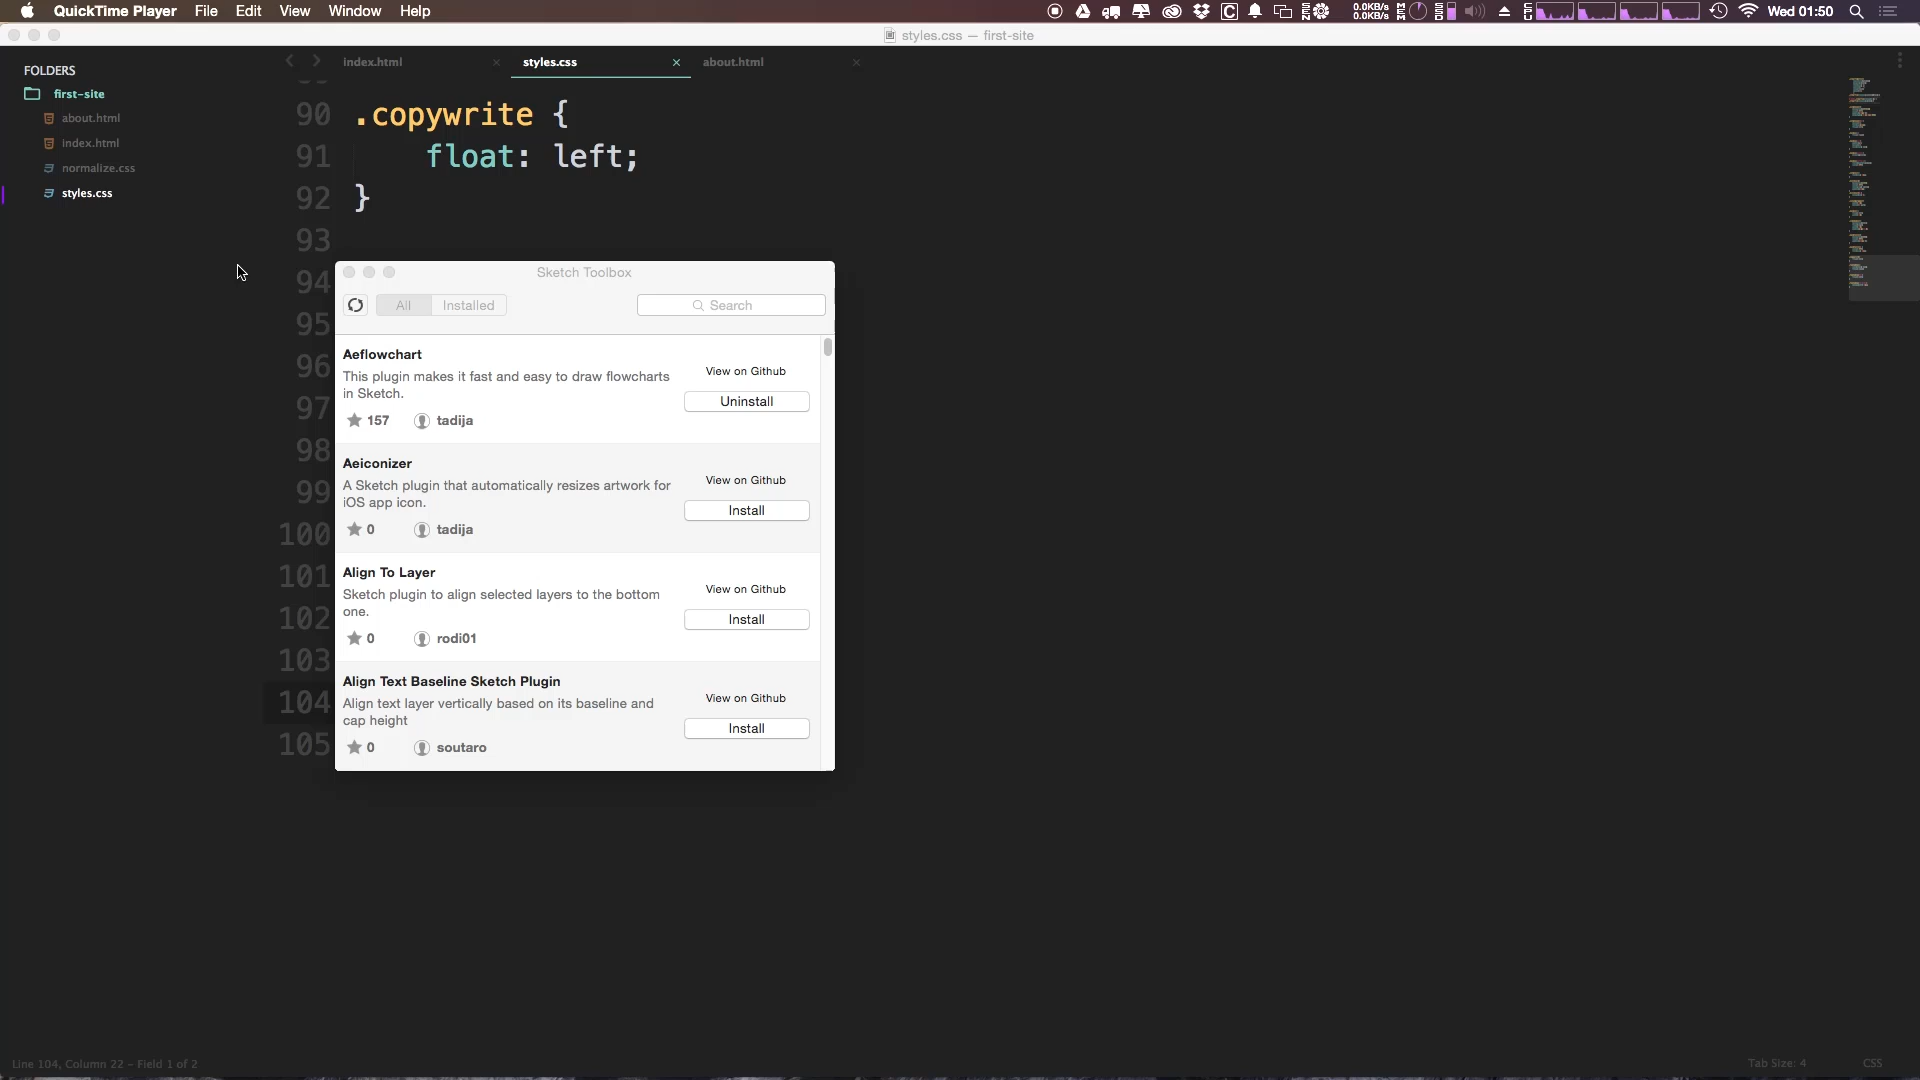 QuickTime Player File Edit View Window Help
0.0KB/s
0.0KB/s
Wed 01:50
styles.css — first-site
FOLDERS
first-site
about.html
index.html
normalize.css
styles.css
index.html
styles.css
about.html
90 .copywrite {
91 float: left;
92 }
93
94
95
96
97
98
99
100
101
102
103
104
105
Sketch Toolbox
All Installed
Search
Aeflowchart
This plugin makes it fast and easy to draw flowcharts
in Sketch.
157 tadija
View on Github
Uninstall
Aeiconizer
A Sketch plugin that automatically resizes artwork for
iOS app icon.
0 tadija
View on Github
Install
Align To Layer
Sketch plugin to align selected layers to the bottom
one.
0 rodi01
View on Github
Install
Align Text Baseline Sketch Plugin
Align text layer vertically based on its baseline and
cap height
0 soutaro
View on Github
Install
Line 104, Column 22 – Field 1 of 2
Tab Size: 4
CSS